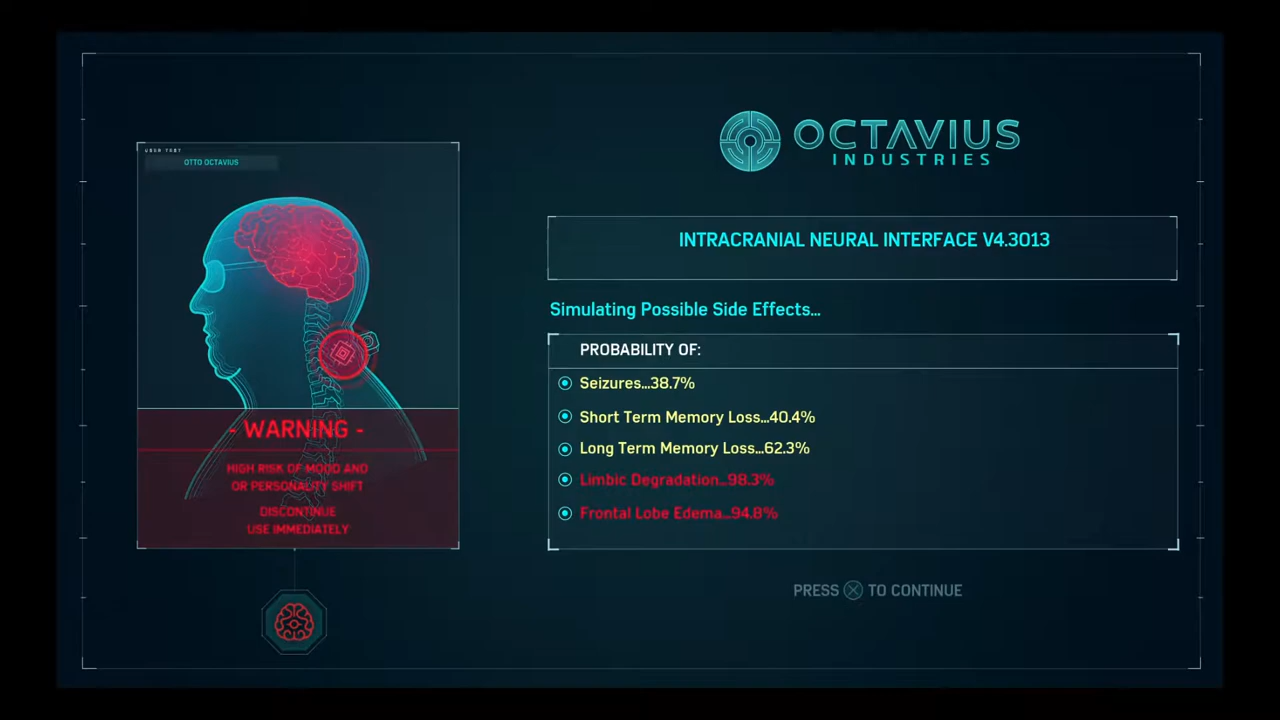 USER TEST
OTTO OCTAVIUS
OCTAVIUS
INDUSTRIES
INTRACRANIAL NEURAL INTERFACE V4.3013
Simulating Possible Side Effects...
PROBABILITY OF:
Seizures...38.7%
Short Term Memory Loss...40.4%
Long Term Memory Loss...62.3%
Limbic Degradation...98.3%
Frontal Lobe Edema...94.8%
- WARNING -
HIGH RISK OF MOOD AND
OR PERSONALITY SHIFT
DISCONTINUE
USE IMMEDIATELY
PRESS TO CONTINUE